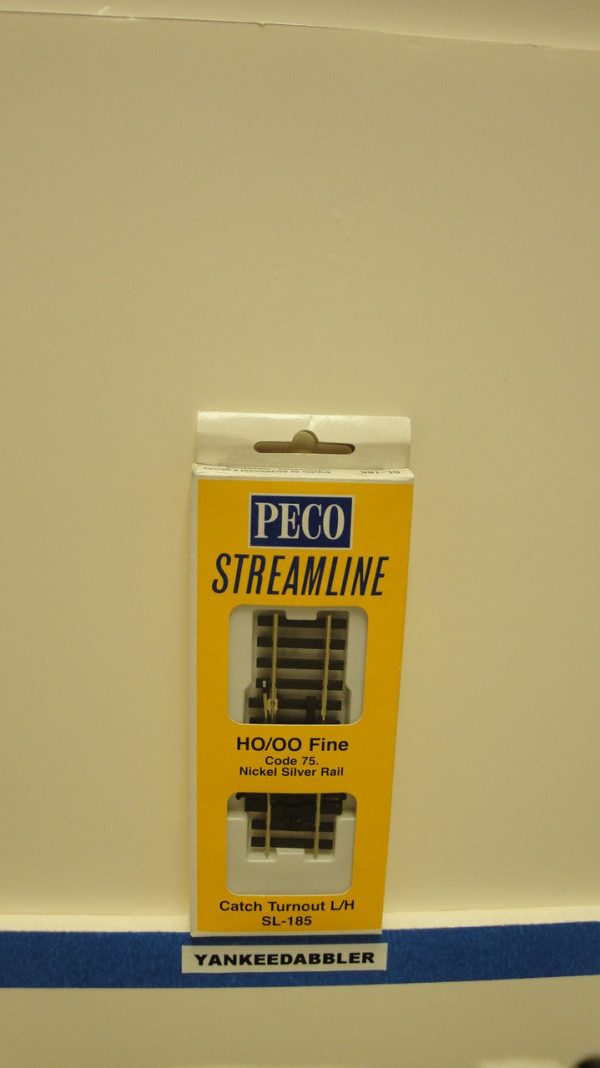 PECO
STREAMLINE
HO/OO Fine
Code 75.
Nickel Silver Rail
Catch Turnout L/H
SL-185
YANKEEDABBLER